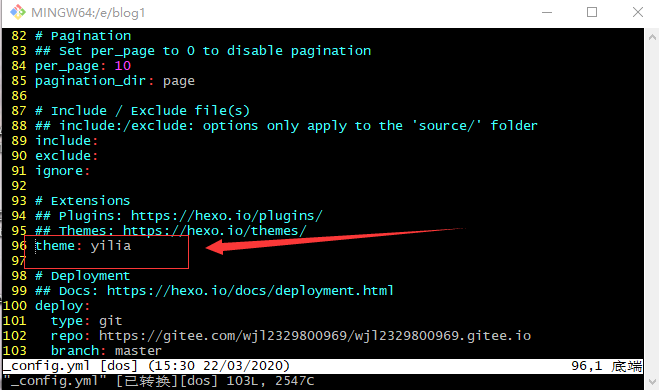 MINGW64:/e/blog1
82 # Pagination
83 ## Set per_page to 0 to disable pagination
84 per_page: 10
85 pagination_dir: page
86
87 # Include / Exclude file(s)
88 ## include:/exclude: options only apply to the 'source/' folder
89 include:
90 exclude:
91 ignore:
92
93 # Extensions
94 ## Plugins: https://hexo.io/plugins/
95 ## Themes: https://hexo.io/themes/
96 theme: yilia
97
98 # Deployment
99 ## Docs: https://hexo.io/docs/deployment.html
100 deploy:
101   type: git
102   repo: https://gitee.com/wjl2329800969/wjl2329800969.gitee.io
103   branch: master
_config.yml [dos] (15:30 22/03/2020) 96,1 底端
"_config.yml" [已转换][dos] 103L, 2547C